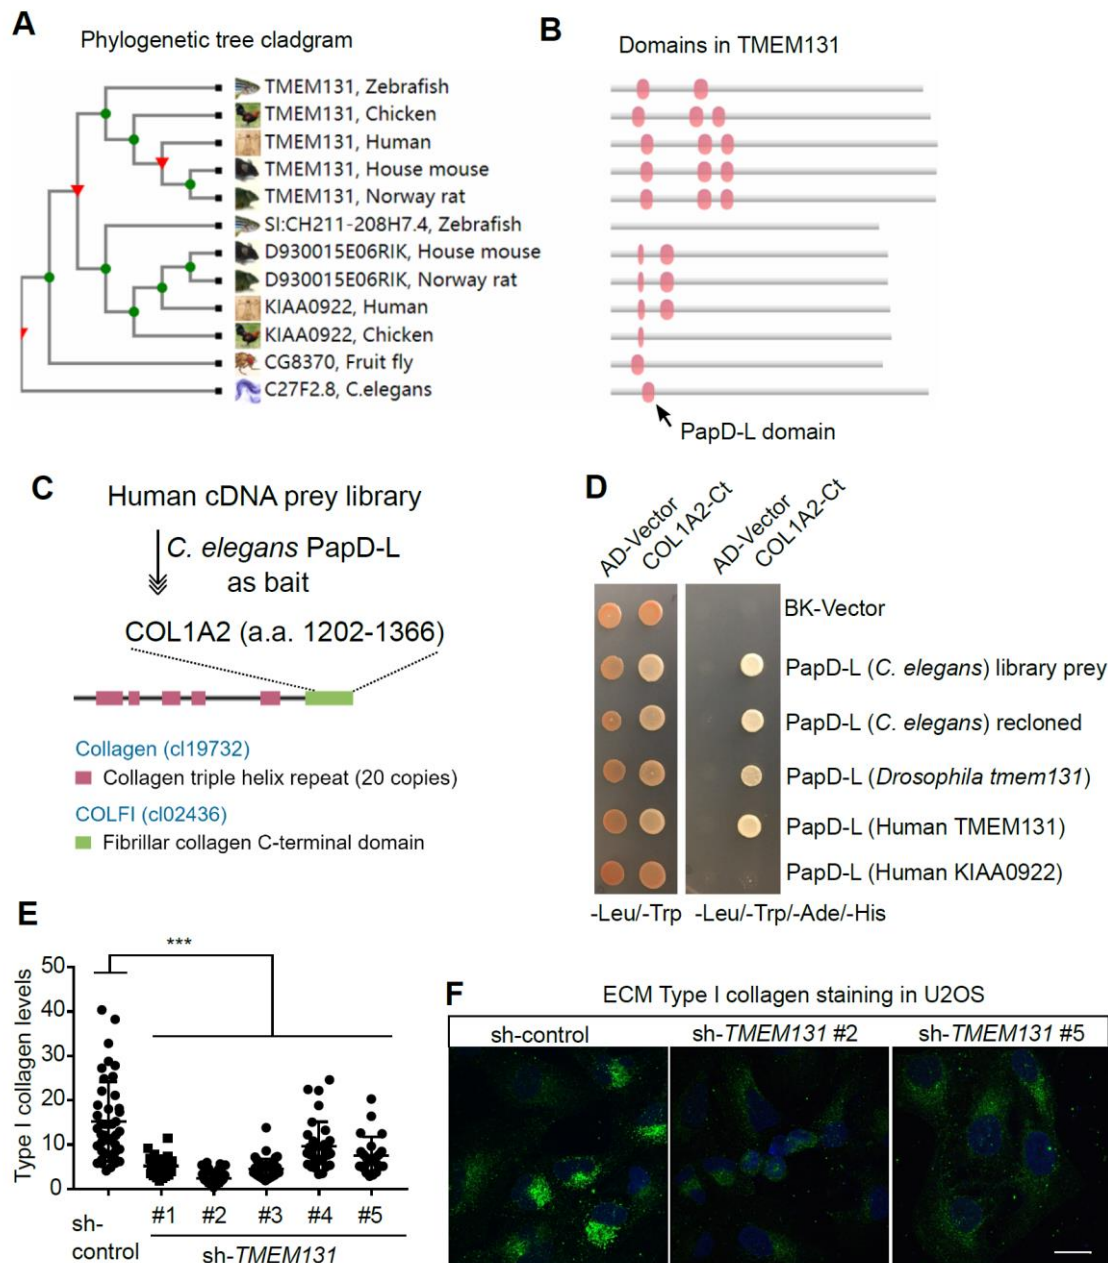 A
Phylogenetic tree cladgram
TMEM131, Zebrafish
TMEM131, Chicken
TMEM131, Human
TMEM131, House mouse
TMEM131, Norway rat
SI:CH211-208H7.4, Zebrafish
D930015E06RIK, House mouse
D930015E06RIK, Norway rat
KIAA0922, Human
KIAA0922, Chicken
CG8370, Fruit fly
C27F2.8, C.elegans
B
Domains in TMEM131
PapD-L domain
C
Human cDNA prey library
C. elegans PapD-L
as bait
COL1A2 (a.a. 1202-1366)
Collagen (cl19732)
Collagen triple helix repeat (20 copies)
COLFI (cl02436)
Fibrillar collagen C-terminal domain
D
AD-Vector
COL1A2-Ct
AD-Vector
COL1A2-Ct
BK-Vector
PapD-L (C. elegans) library prey
PapD-L (C. elegans) recloned
PapD-L (Drosophila tmem131)
PapD-L (Human TMEM131)
PapD-L (Human KIAA0922)
-Leu/-Trp
-Leu/-Trp/-Ade/-His
E
***
Type I collagen levels
50
40
30
20
10
0
sh-
control
#1
#2
#3
#4
#5
sh-TMEM131
F
ECM Type I collagen staining in U2OS
sh-control
sh-TMEM131 #2
sh-TMEM131 #5